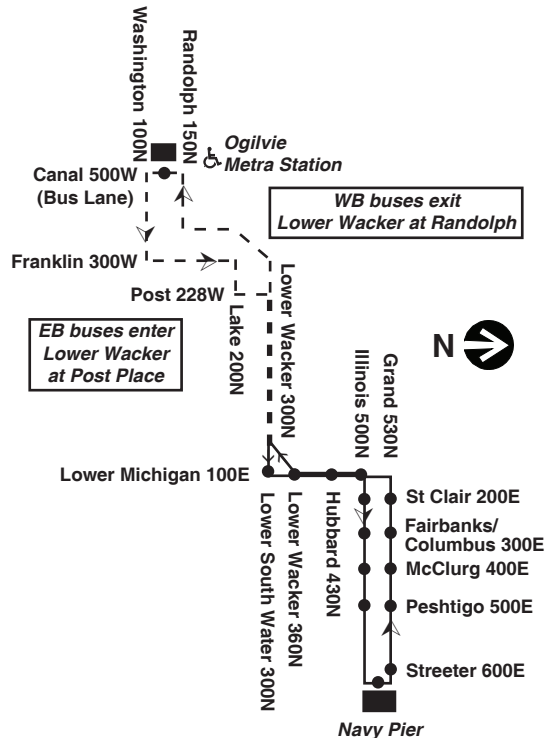 Washington 100N
Randolph 150N
Ogilvie
Metra Station
Canal 500W
(Bus Lane)
WB buses exit
Lower Wacker at Randolph
Franklin 300W
Post 228W
Lake 200N
Lower Wacker 300N
EB buses enter
Lower Wacker
at Post Place
N
Illinois 500N
Grand 530N
Lower Michigan 100E
Lower South Water 300N
Lower Wacker 360N
Hubbard 430N
St Clair 200E
Fairbanks/
Columbus 300E
McClurg 400E
Peshtigo 500E
Streeter 600E
Navy Pier